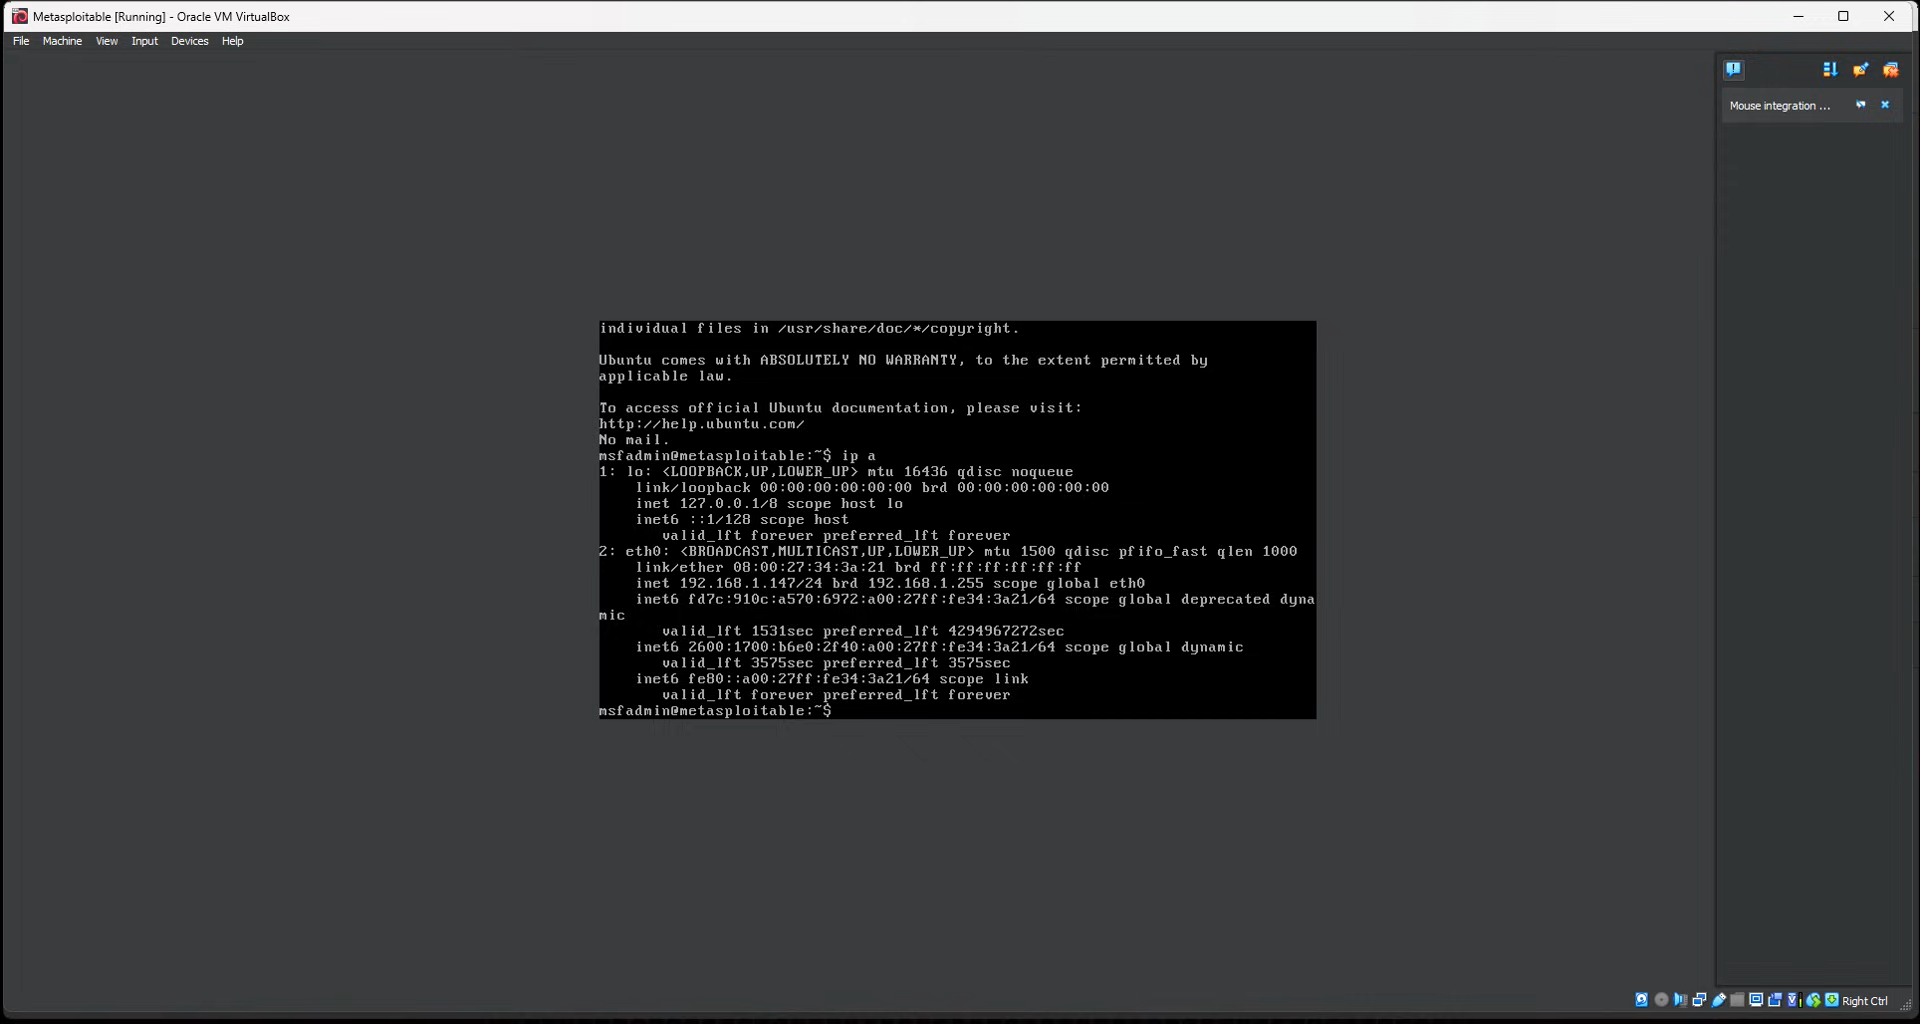 Metasploitable [Running] - Oracle VM VirtualBox
File Machine View Input Devices Help
Mouse integration ...
individual files in /usr/share/doc/*/copyright.
Ubuntu comes with ABSOLUTELY NO WARRANTY, to the extent permitted by
applicable law.
To access official Ubuntu documentation, please visit:
http://help.ubuntu.com/
No mail.
msfadmin@metasploitable:~$ ip a
1: lo: <LOOPBACK,UP,LOWER_UP> mtu 16436 qdisc noqueue
link/loopback 00:00:00:00:00:00 brd 00:00:00:00:00:00
inet 127.0.0.1/8 scope host lo
inet6 ::1/128 scope host
valid_lft forever preferred_lft forever
2: eth0: <BROADCAST,MULTICAST,UP,LOWER_UP> mtu 1500 qdisc pfifo_fast qlen 1000
link/ether 08:00:27:34:3a:21 brd ff:ff:ff:ff:ff:ff
inet 192.168.1.147/24 brd 192.168.1.255 scope global eth0
inet6 fd7c:910c:a570:6972:a00:27ff:fe34:3a21/64 scope global deprecated dyna
mic
valid_lft 1531sec preferred_lft 4294967272sec
inet6 2600:1700:b6e0:2f40:a00:27ff:fe34:3a21/64 scope global dynamic
valid_lft 3575sec preferred_lft 3575sec
inet6 fe80::a00:27ff:fe34:3a21/64 scope link
valid_lft forever preferred_lft forever
msfadmin@metasploitable:~$
Right Ctrl